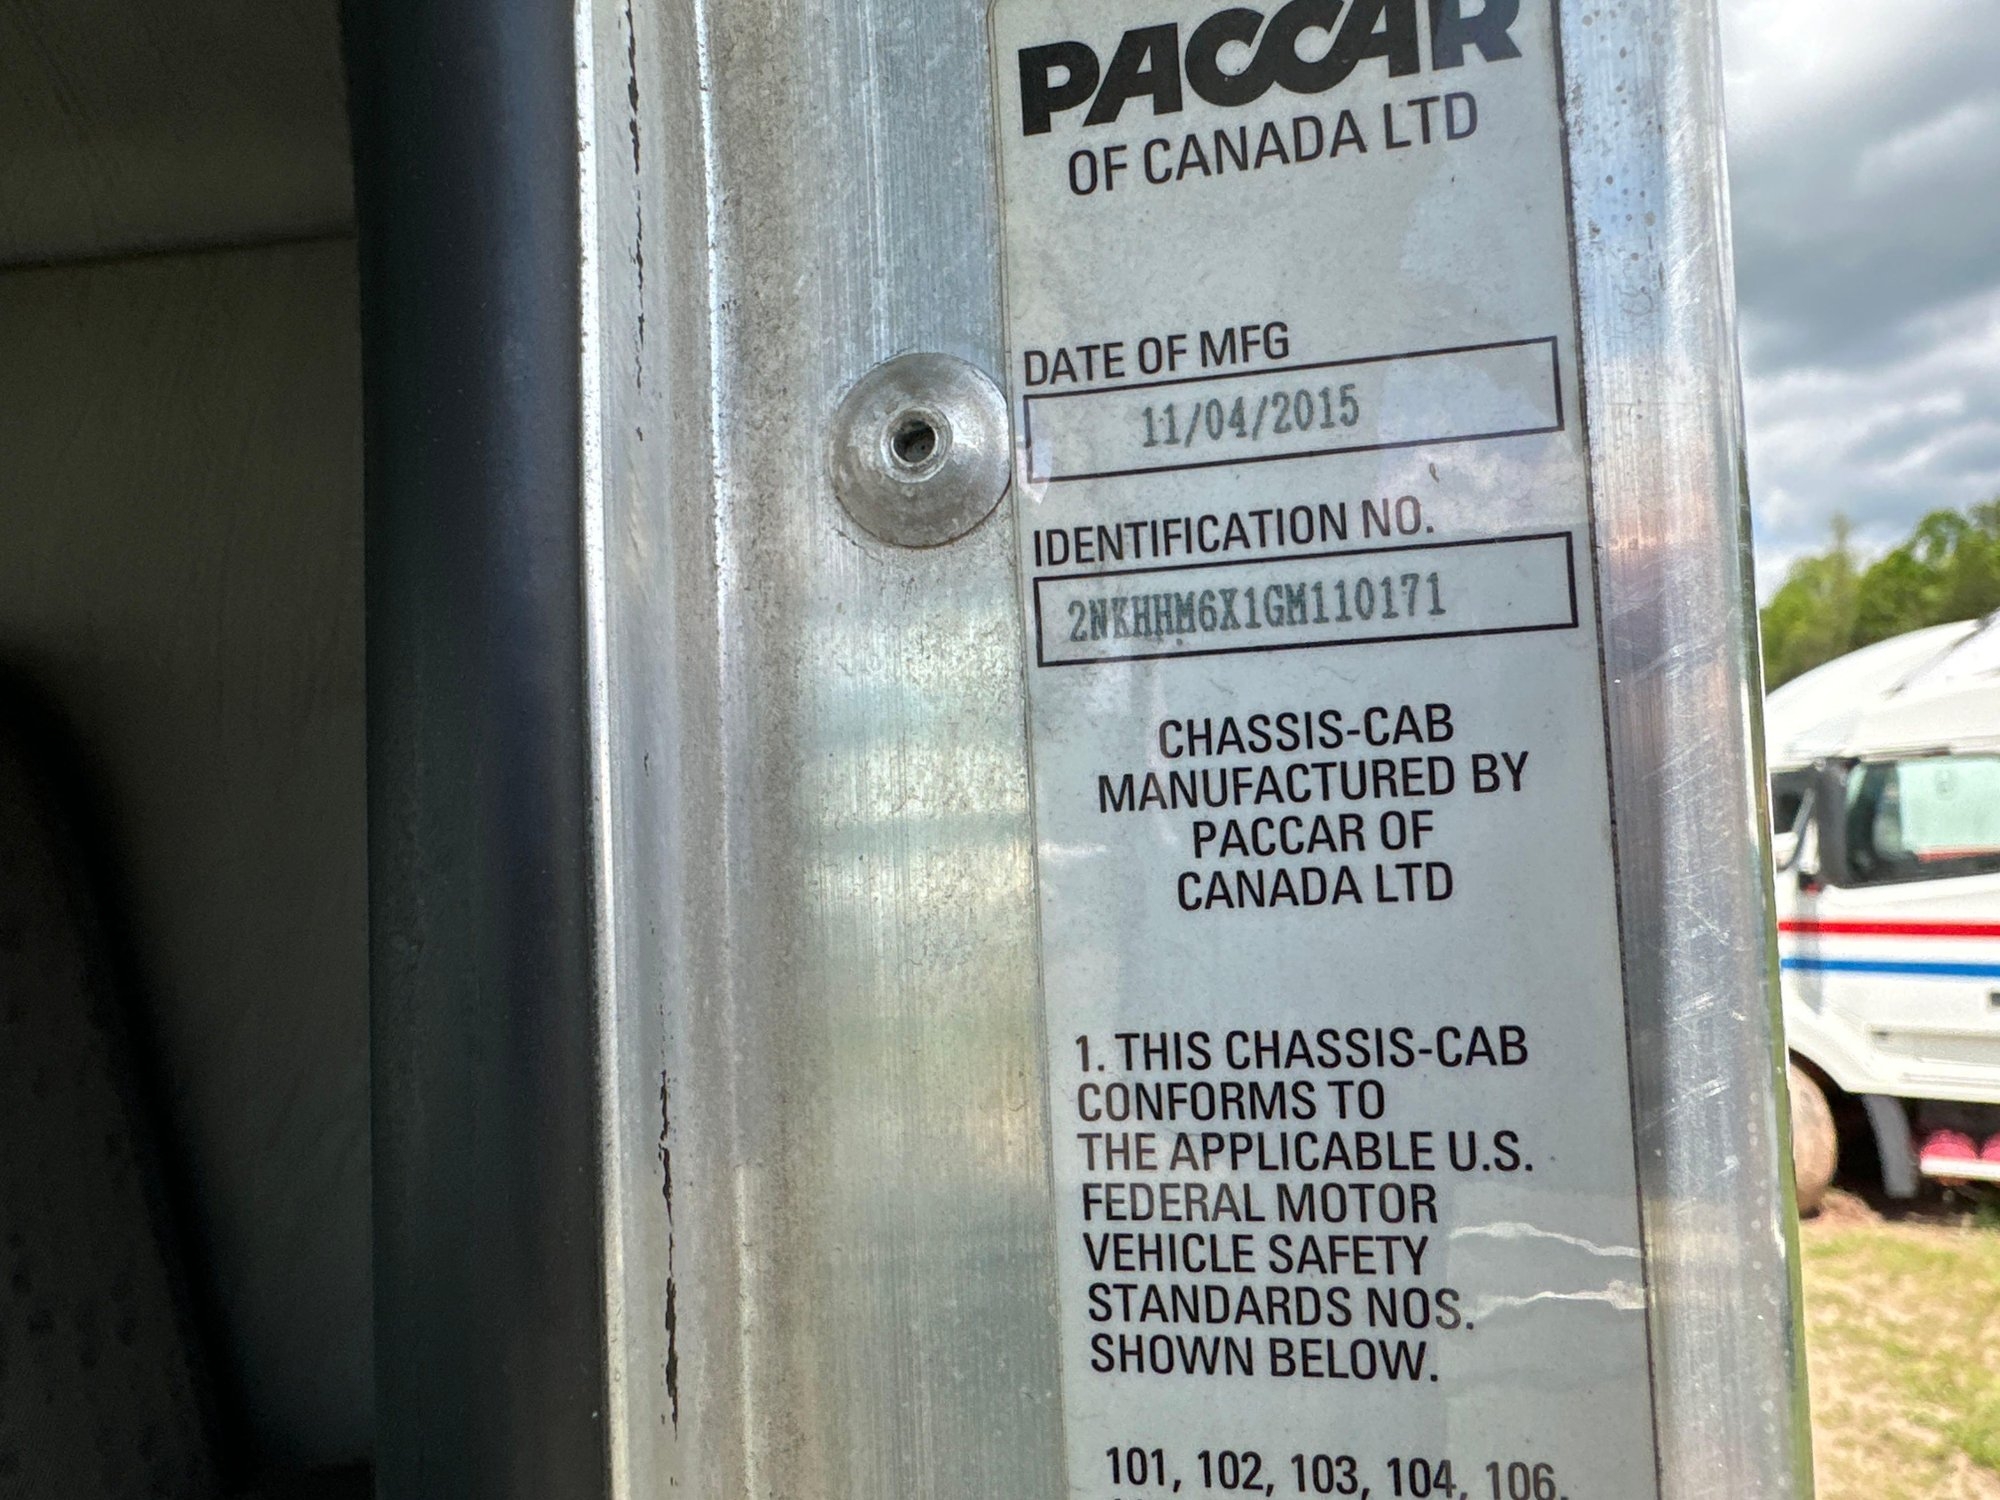 PACCAR
OF CANADA LTD
DATE OF MFG
11/04/2015
IDENTIFICATION NO.
2NKHHM6X1GM110171
CHASSIS-CAB
MANUFACTURED BY
PACCAR OF
CANADA LTD
1. THIS CHASSIS-CAB
CONFORMS TO
THE APPLICABLE U.S.
FEDERAL MOTOR
VEHICLE SAFETY
STANDARDS NOS.
SHOWN BELOW.
101, 102, 103, 104, 106,